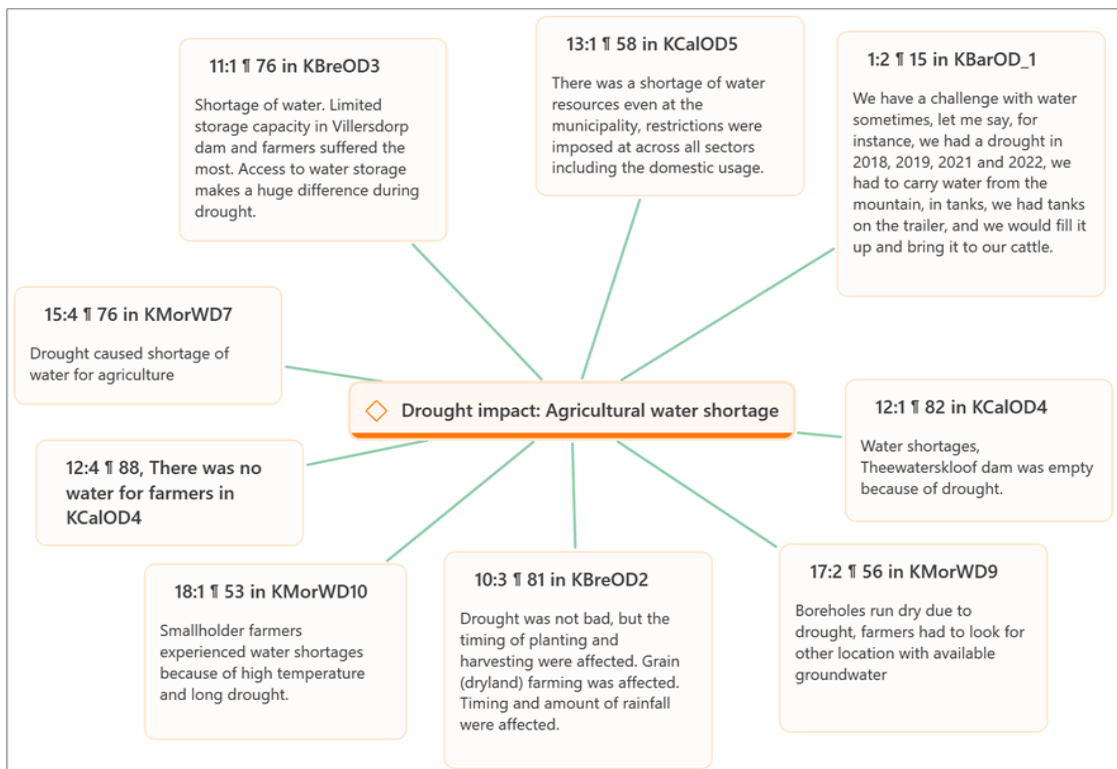 11:1 ¶ 76 in KBreOD3
Shortage of water. Limited
storage capacity in Villersdorp
dam and farmers suffered the
most. Access to water storage
makes a huge difference during
drought.
13:1 ¶ 58 in KCalOD5
There was a shortage of water
resources even at the
municipality, restrictions were
imposed at across all sectors
including the domestic usage.
1:2 ¶ 15 in KBarOD_1
We have a challenge with water
sometimes, let me say, for
instance, we had a drought in
2018, 2019, 2021 and 2022, we
had to carry water from the
mountain, in tanks, we had tanks
on the trailer, and we would fill it
up and bring it to our cattle.
15:4 ¶ 76 in KMorWD7
Drought caused shortage of
water for agriculture
Drought impact: Agricultural water shortage
12:1 ¶ 82 in KCalOD4
Water shortages,
Theewaterskloof dam was empty
because of drought.
12:4 ¶ 88, There was no
water for farmers in
KCalOD4
18:1 ¶ 53 in KMorWD10
Smallholder farmers
experienced water shortages
because of high temperature
and long drought.
10:3 ¶ 81 in KBreOD2
Drought was not bad, but the
timing of planting and
harvesting were affected. Grain
(dryland) farming was affected.
Timing and amount of rainfall
were affected.
17:2 ¶ 56 in KMorWD9
Boreholes run dry due to
drought, farmers had to look for
other location with available
groundwater